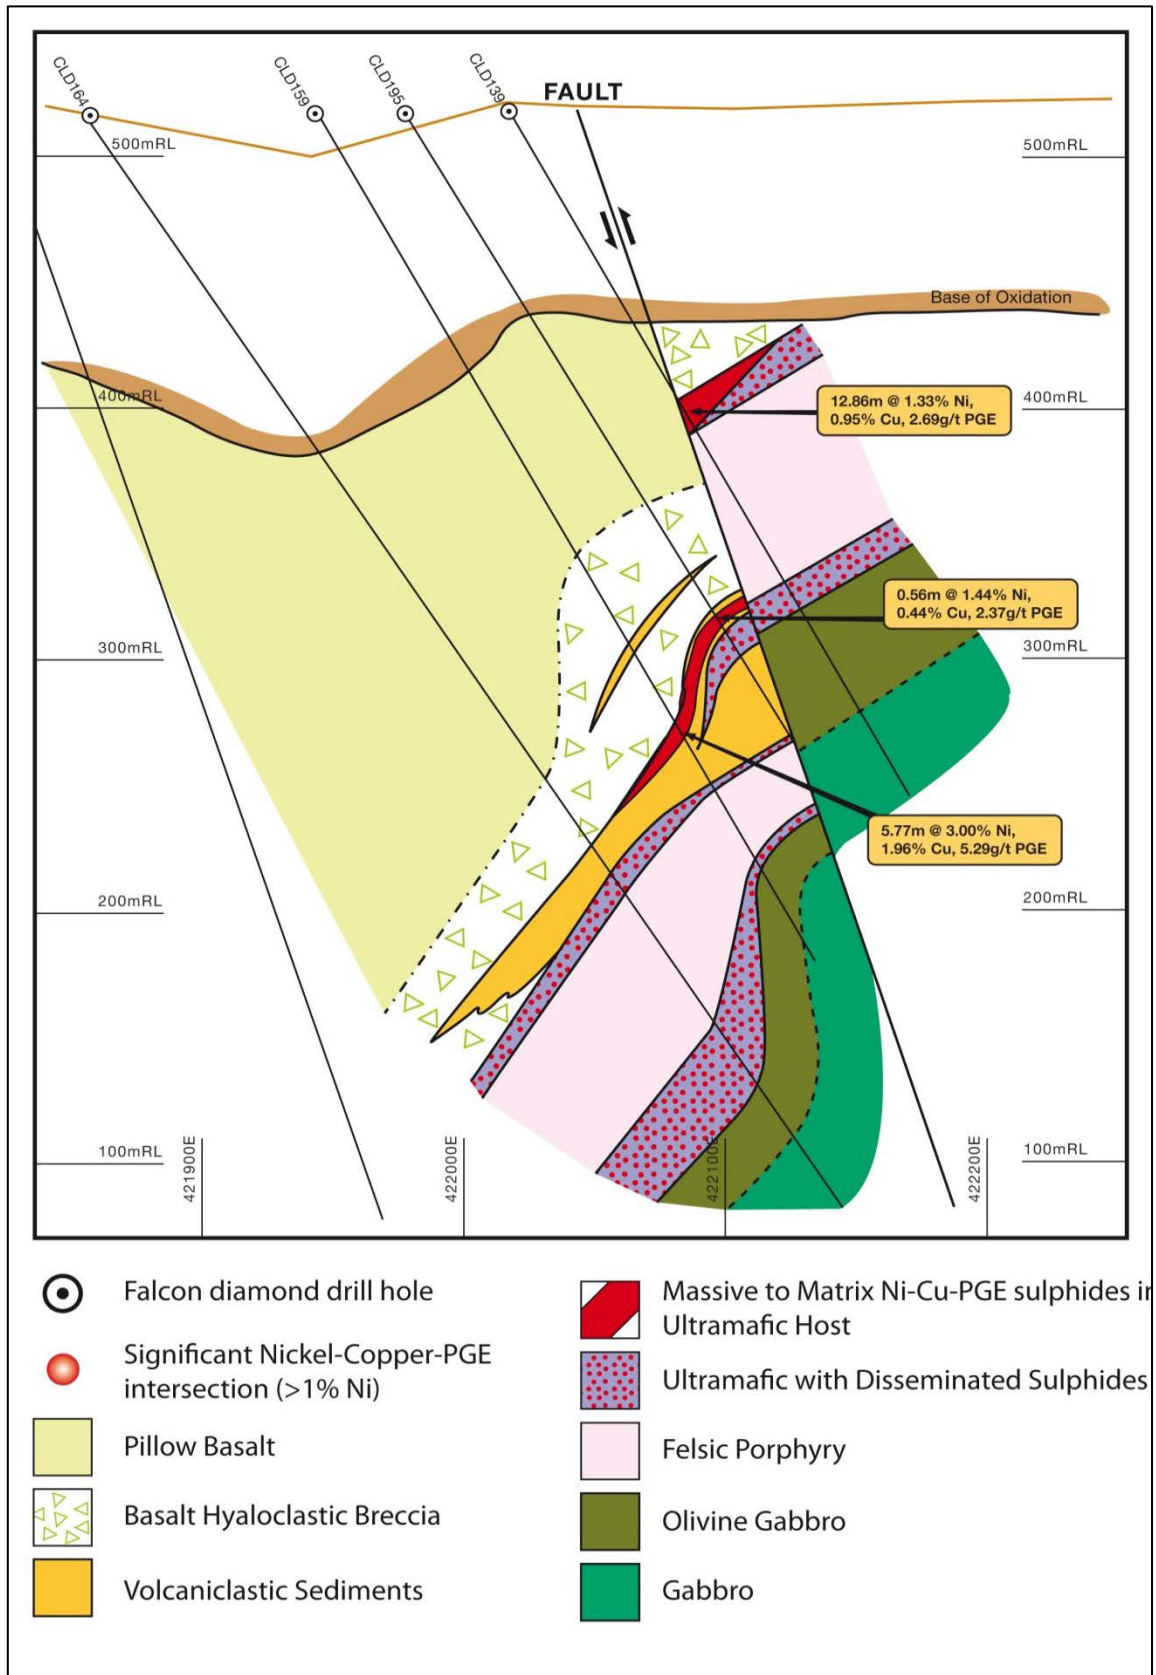 CLD164
CLD159
CLD195
CLD139
FAULT
500mRL
500mRL
Base of Oxidation
400mRL
400mRL
12.86m @ 1.33% Ni,
0.95% Cu, 2.69g/t PGE
0.56m @ 1.44% Ni,
0.44% Cu, 2.37g/t PGE
300mRL
300mRL
5.77m @ 3.00% Ni,
1.96% Cu, 5.29g/t PGE
200mRL
200mRL
100mRL
100mRL
421900E
422000E
422100E
422200E
Falcon diamond drill hole
Significant Nickel-Copper-PGE
intersection (>1% Ni)
Pillow Basalt
Basalt Hyaloclastic Breccia
Volcaniclastic Sediments
Massive to Matrix Ni-Cu-PGE sulphides in
Ultramafic Host
Ultramafic with Disseminated Sulphides
Felsic Porphyry
Olivine Gabbro
Gabbro